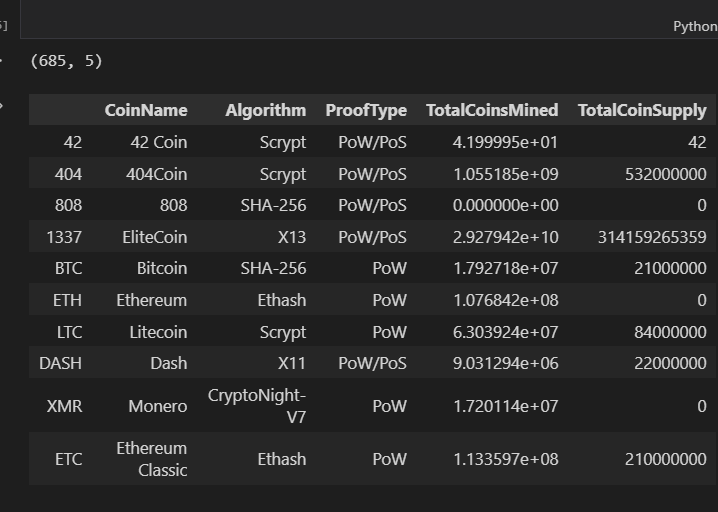 5]
Python
(685, 5)
CoinName Algorithm ProofType TotalCoinsMined TotalCoinSupply
42 42 Coin Scrypt PoW/PoS 4.199995e+01 42
404 404Coin Scrypt PoW/PoS 1.055185e+09 532000000
808 808 SHA-256 PoW/PoS 0.000000e+00 0
1337 EliteCoin X13 PoW/PoS 2.927942e+10 314159265359
BTC Bitcoin SHA-256 PoW 1.792718e+07 21000000
ETH Ethereum Ethash PoW 1.076842e+08 0
LTC Litecoin Scrypt PoW 6.303924e+07 84000000
DASH Dash X11 PoW/PoS 9.031294e+06 22000000
XMR Monero CryptoNight-
V7 PoW 1.720114e+07 0
ETC Ethereum
Classic Ethash PoW 1.133597e+08 210000000